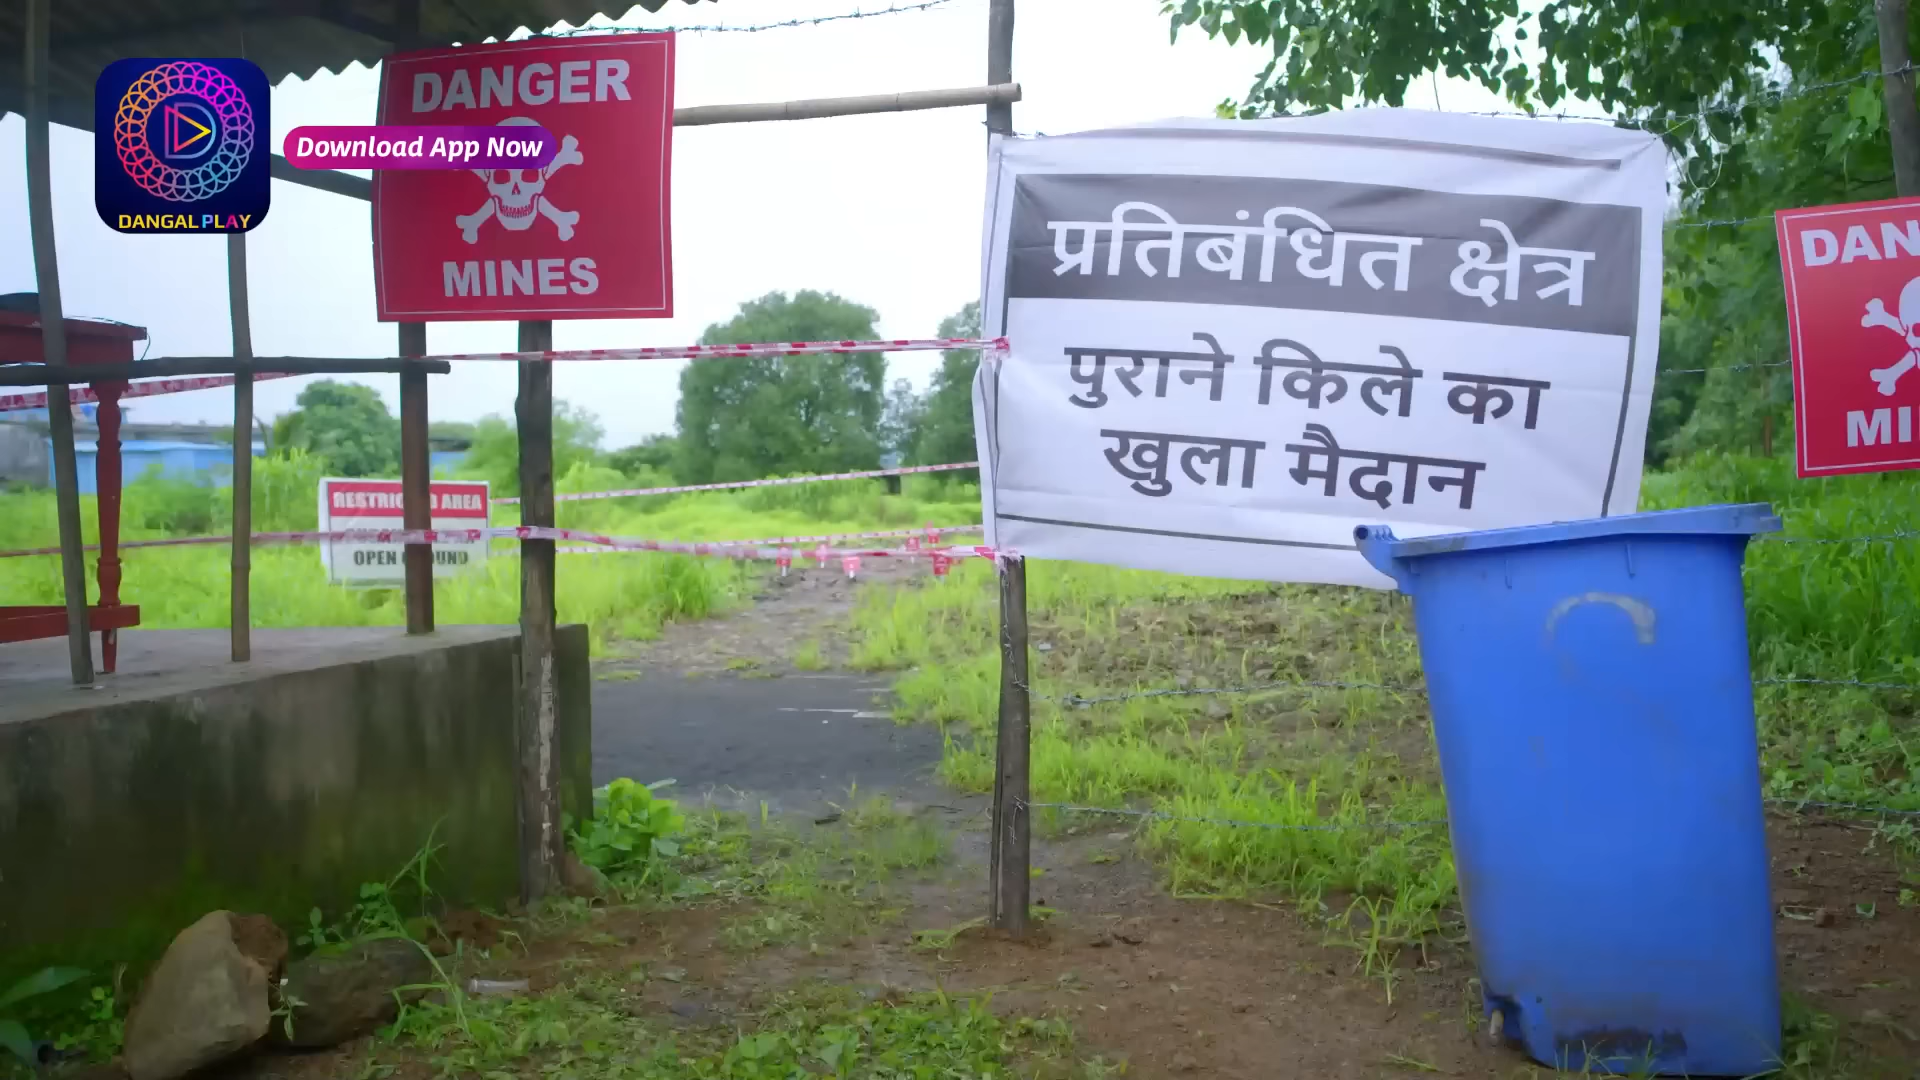 DANGER
MINES
Download App Now
DANGAL PLAY
प्रतिबंधित क्षेत्र
पुराने किले का
खुला मैदान
DAN
MI
AREA
OPEN